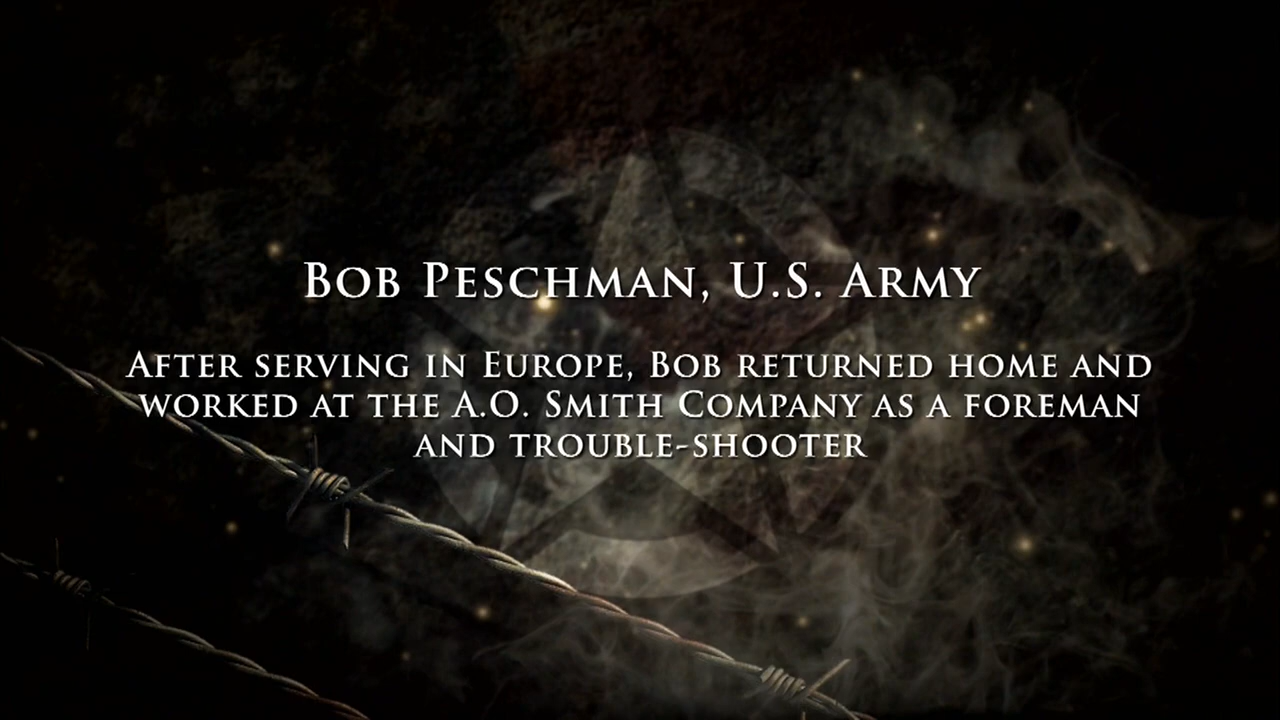 Bob Peschman, U.S. Army
After serving in Europe, Bob returned home and
worked at the A.O. Smith Company as a foreman
and trouble-shooter